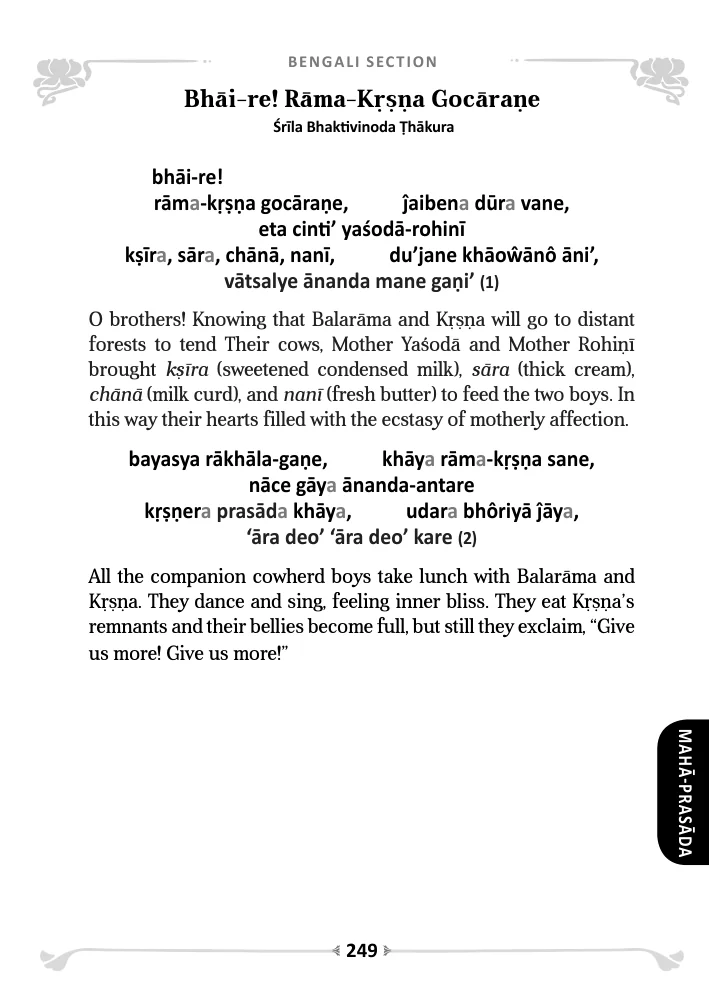 BENGALI SECTION
Bhāi-re! Rāma-Kṛṣṇa Gocāraṇe
Śrīla Bhaktivinoda Ṭhākura
bhāi-re!
rāma-kṛṣṇa gocāraṇe, ĵaibena dūra vane,
eta cinti’ yaśodā-rohinī
kṣīra, sāra, chānā, nanī, du’jane khāoŵānô āni’,
vātsalye ānanda mane gaṇi’ (1)
O brothers! Knowing that Balarāma and Kṛṣṇa will go to distant
forests to tend Their cows, Mother Yaśodā and Mother Rohiṇī
brought kṣīra (sweetened condensed milk), sāra (thick cream),
chānā (milk curd), and nanī (fresh butter) to feed the two boys. In
this way their hearts filled with the ecstasy of motherly affection.
bayasya rākhāla-gaṇe, khāya rāma-kṛṣṇa sane,
nāce gāya ānanda-antare
kṛṣṇera prasāda khāya, udara bhôriyā ĵāya,
‘āra deo’ ‘āra deo’ kare (2)
All the companion cowherd boys take lunch with Balarāma and
Kṛṣṇa. They dance and sing, feeling inner bliss. They eat Kṛṣṇa’s
remnants and their bellies become full, but still they exclaim, “Give
us more! Give us more!”
MAHĀ-PRASĀDA
249